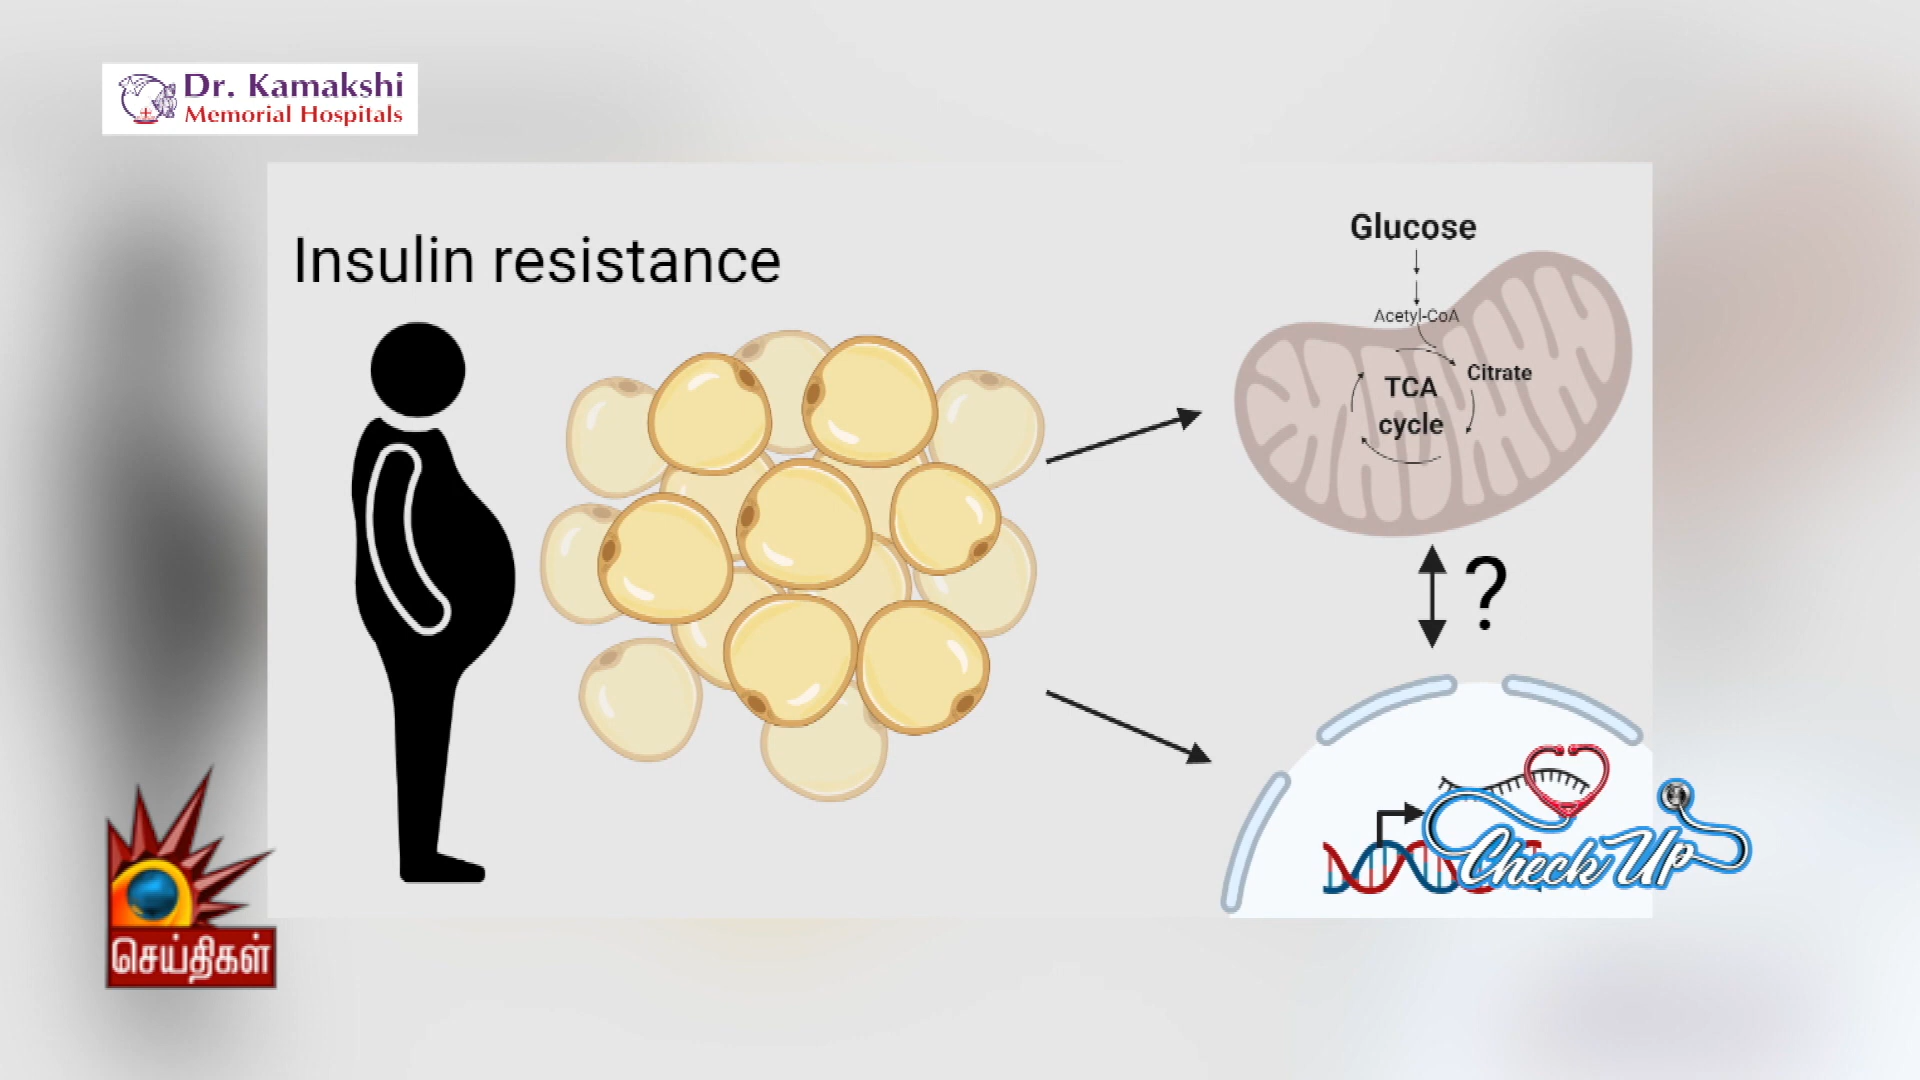 Dr. Kamakshi
Memorial Hospitals
Insulin resistance
Glucose
Acetyl-CoA
Citrate
TCA
cycle
?
Check Up
செய்திகள்